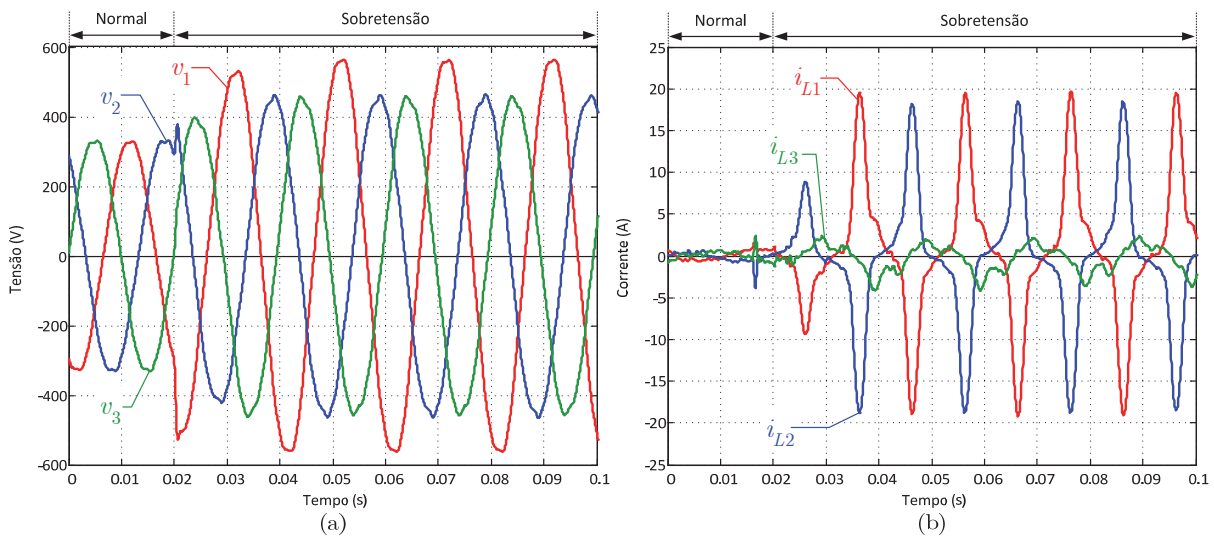 Normal
Sobretensão
Tensão (V)
600
400
200
0
-200
-400
-600
v1
v2
v3
0 0.01 0.02 0.03 0.04 0.05 0.06 0.07 0.08 0.09 0.1
Tempo (s)
(a)
Normal
Sobretensão
Corrente (A)
25
20
15
10
5
0
-5
-10
-15
-20
-25
iL1
iL3
iL2
0 0.01 0.02 0.03 0.04 0.05 0.06 0.07 0.08 0.09 0.1
Tempo (s)
(b)